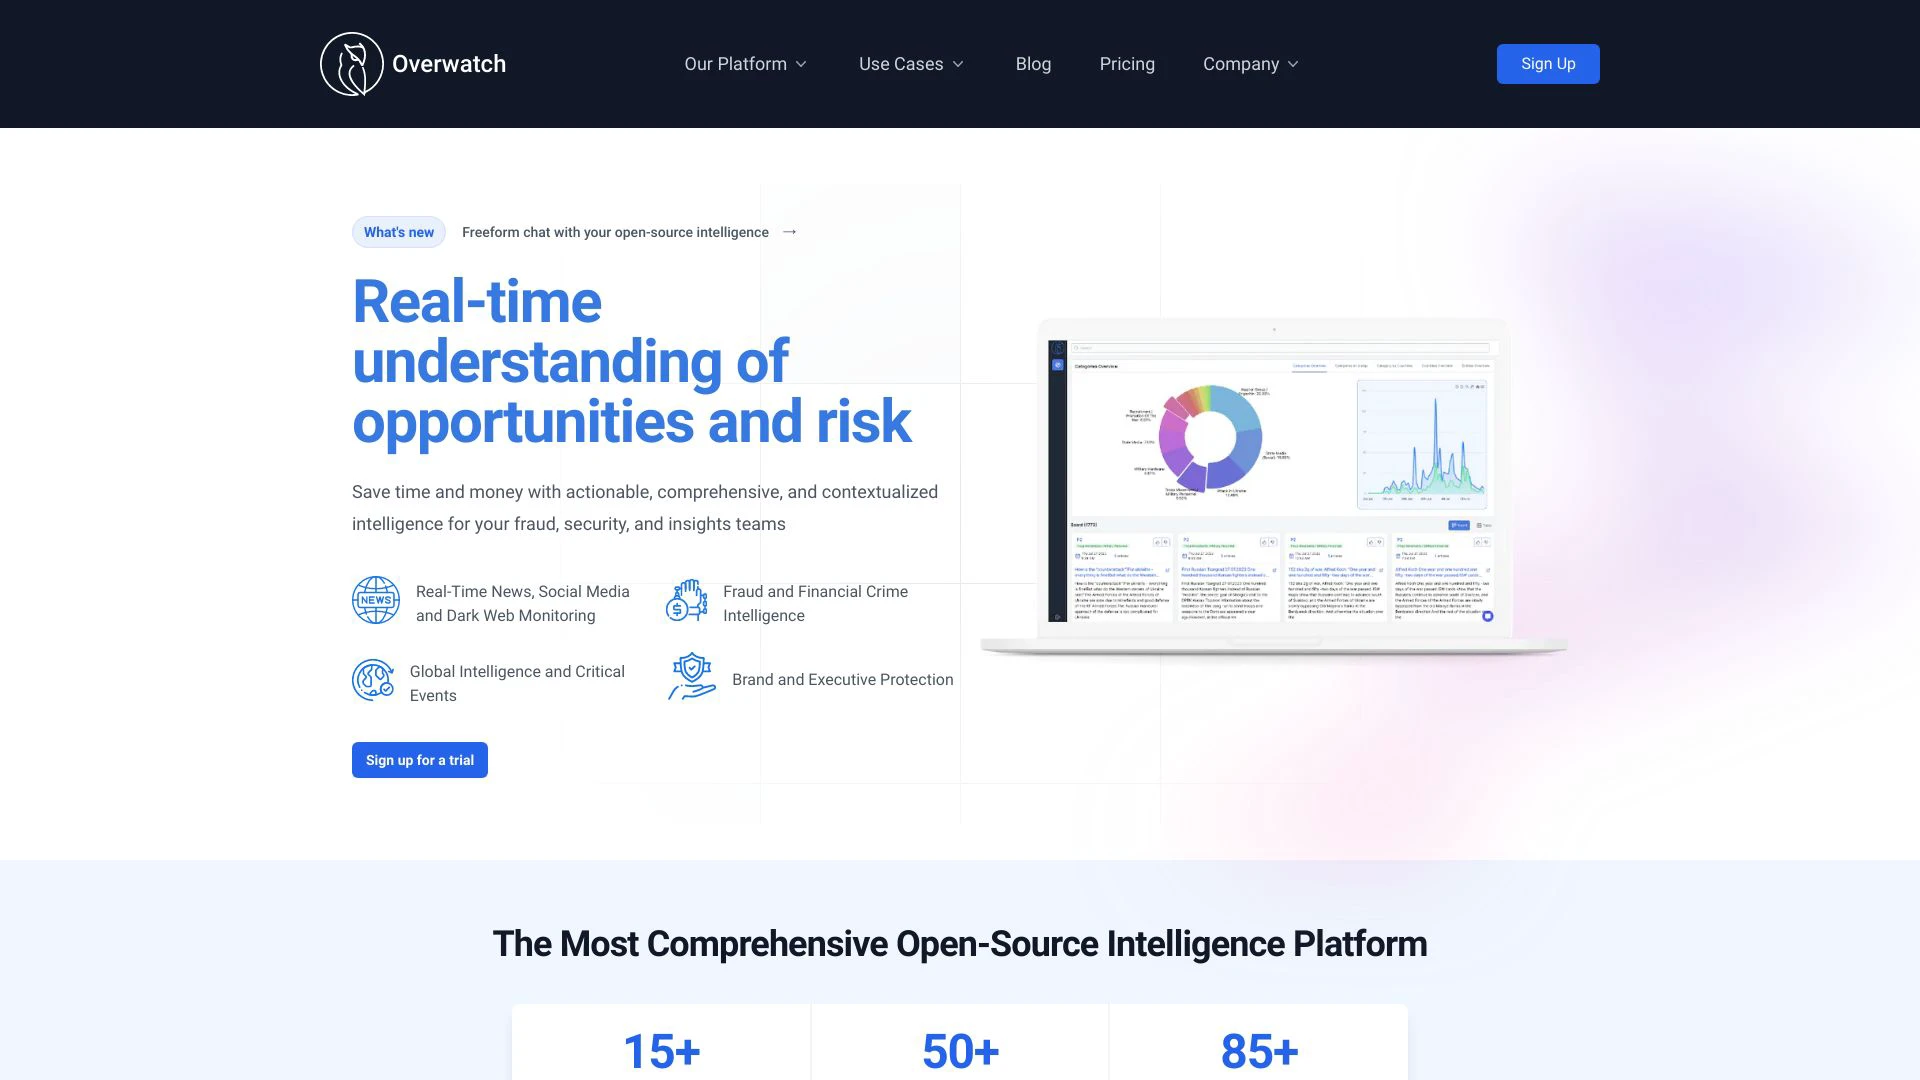 Overwatch
Our Platform
Use Cases
Blog
Pricing
Company
Sign Up
What's new
Freeform chat with your open-source intelligence →
Real-time
understanding of
opportunities and risk
Save time and money with actionable, comprehensive, and contextualized
intelligence for your fraud, security, and insights teams
NEWS
Real-Time News, Social Media
and Dark Web Monitoring
Fraud and Financial Crime
Intelligence
Global Intelligence and Critical
Events
Brand and Executive Protection
Sign up for a trial
Categories Overview
The Most Comprehensive Open-Source Intelligence Platform
15+
50+
85+